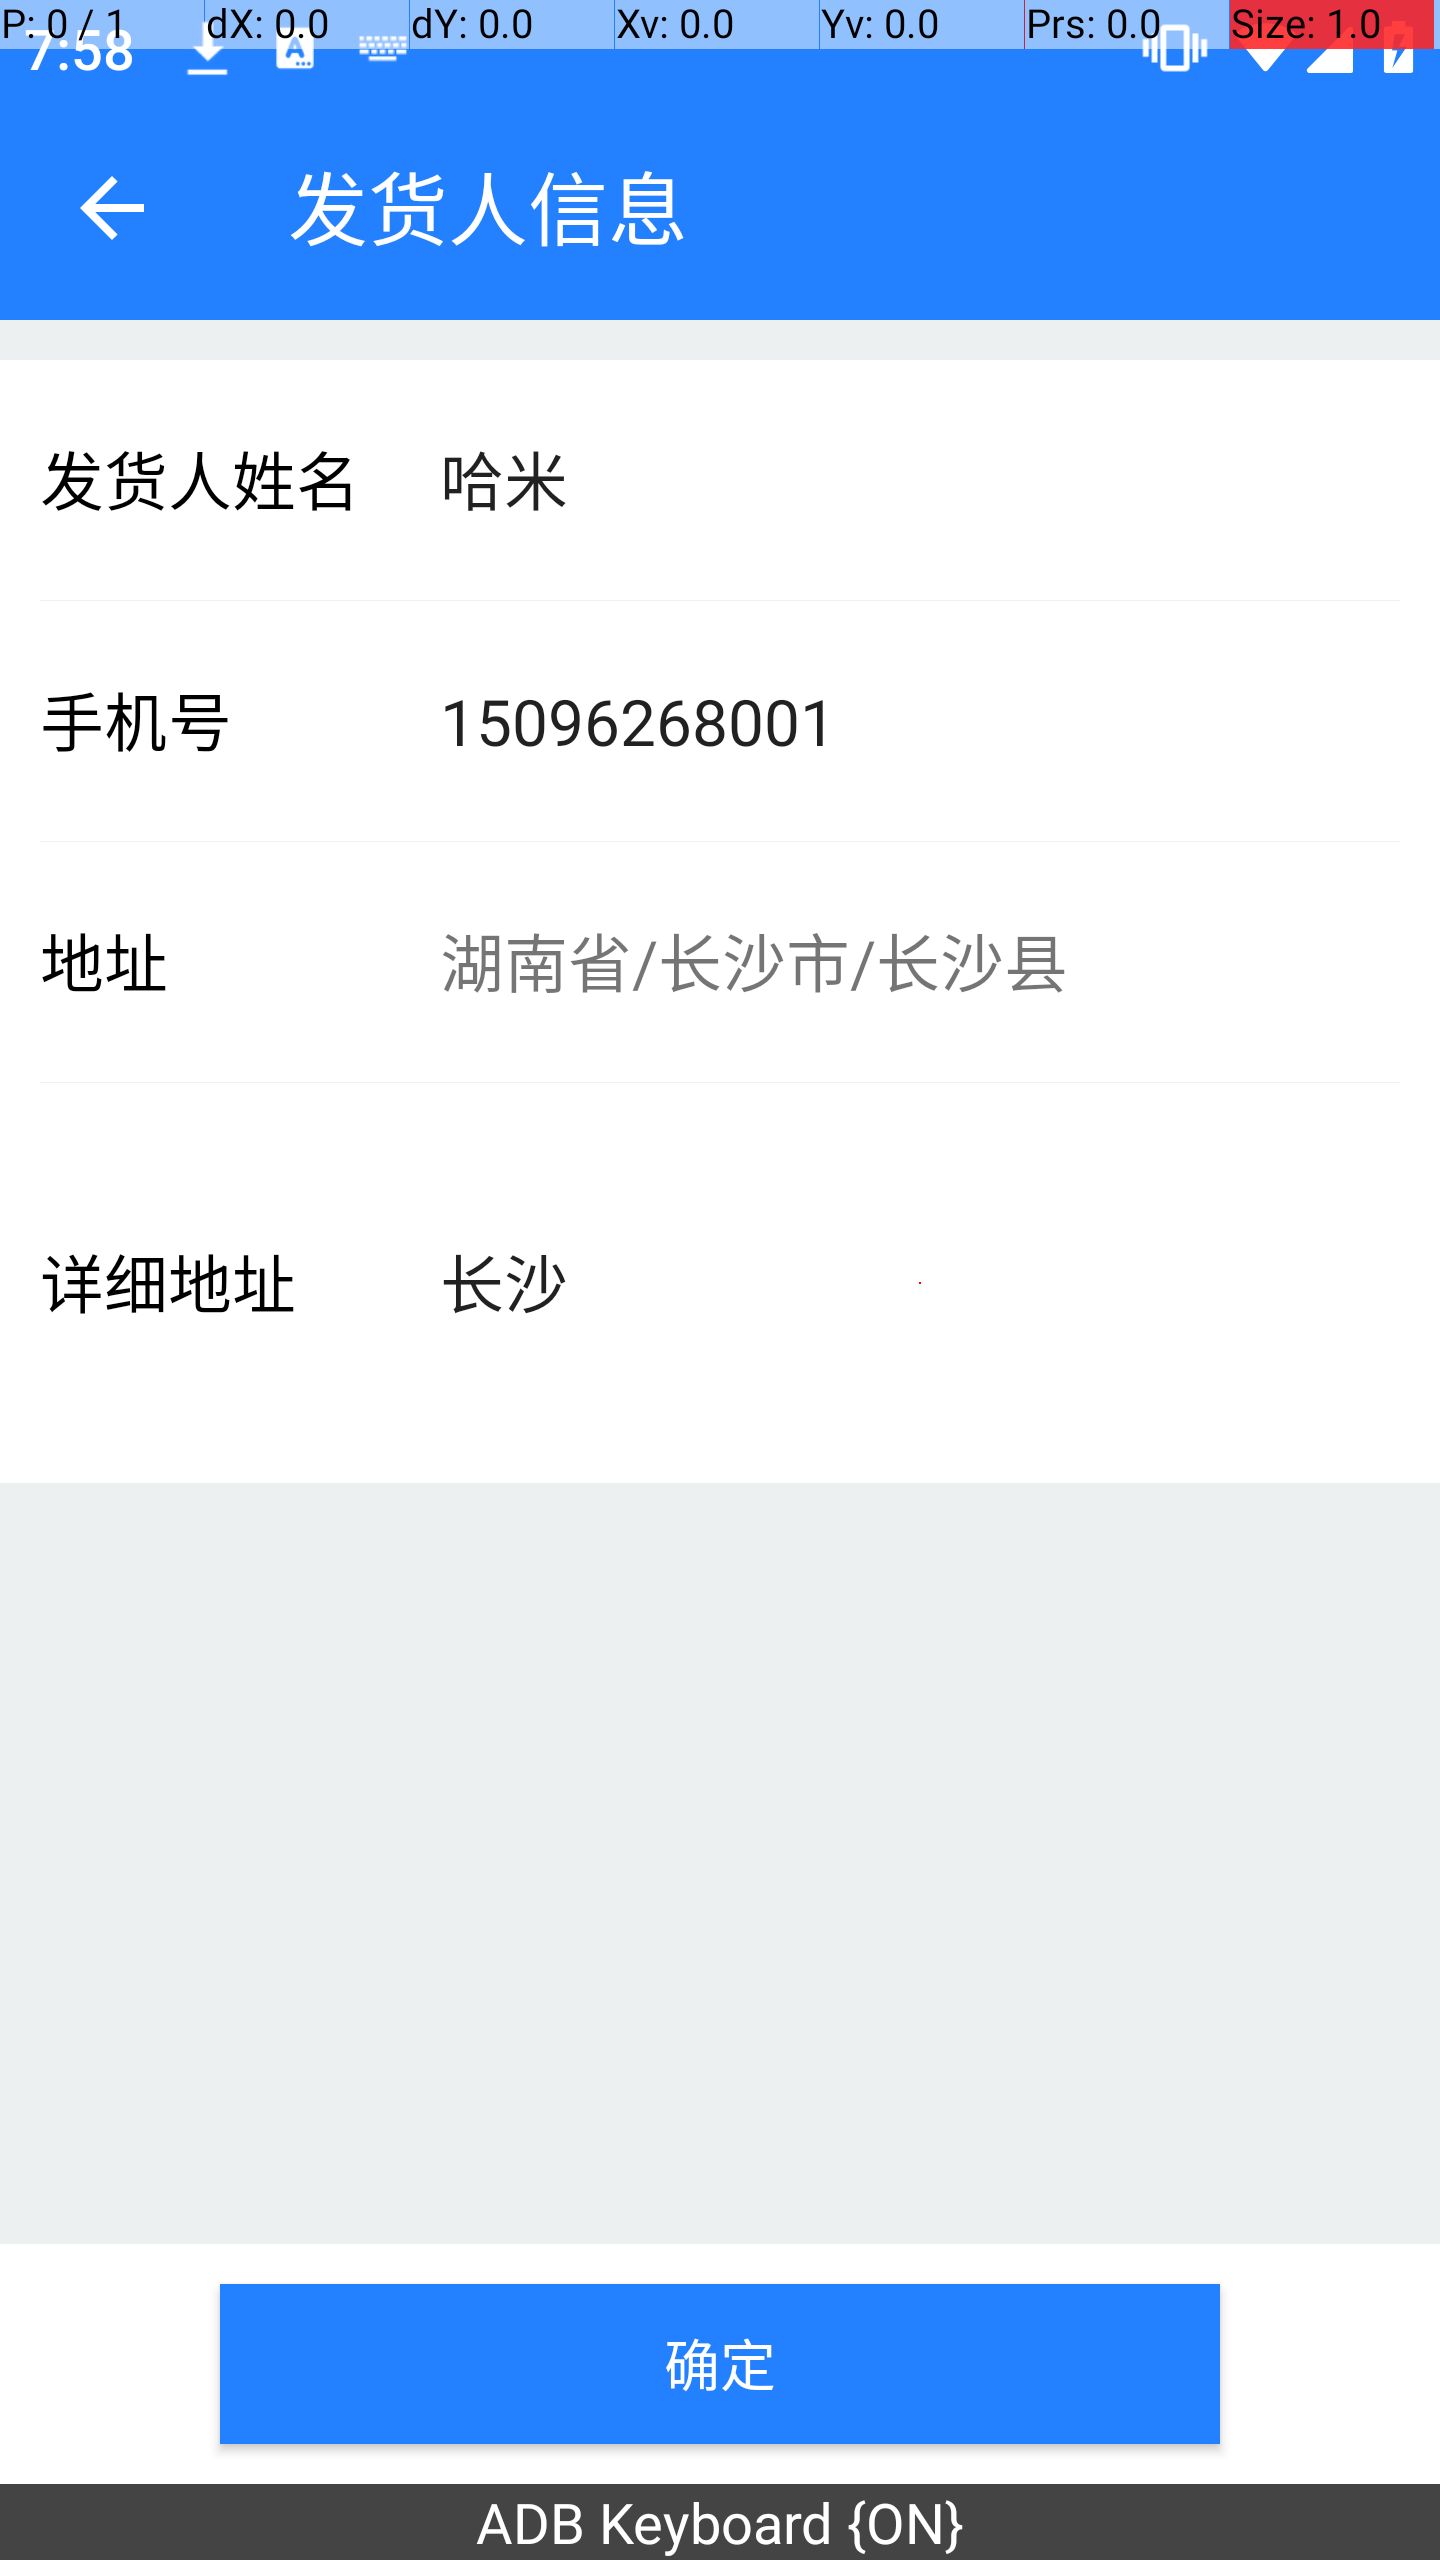 P: 0 / 1 dX: 0.0 dY: 0.0 Xv: 0.0 Yv: 0.0 Prs: 0.0 Size: 1.0
7:58
发货人信息
发货人姓名 哈米
手机号 15096268001
地址 湖南省/长沙市/长沙县
详细地址 长沙
确定
ADB Keyboard {ON}